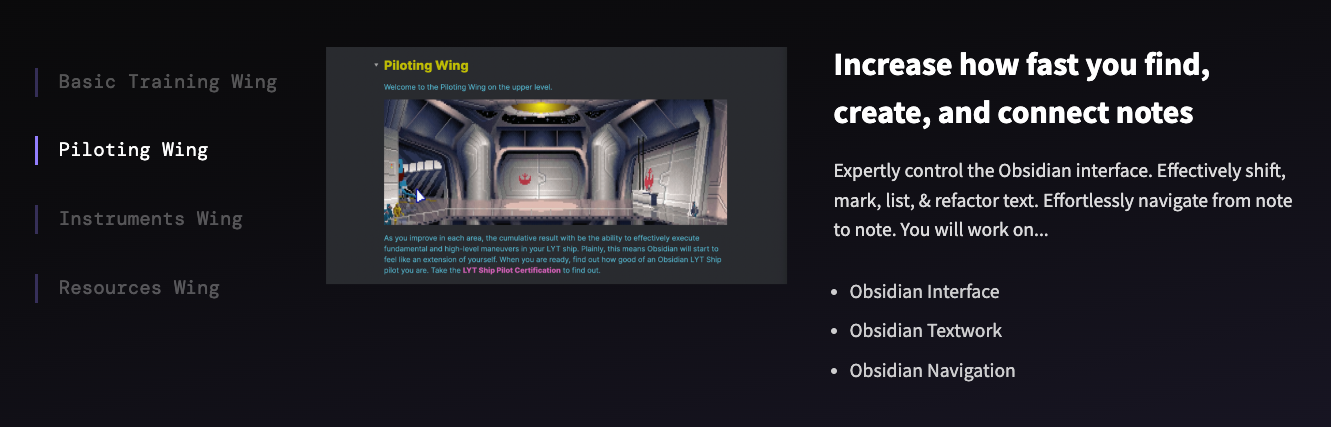 Basic Training Wing
Piloting Wing
Instruments Wing
Resources Wing
Piloting Wing
Welcome to the Piloting Wing on the upper level.
As you improve in each area, the cumulative result with be the ability to effectively execute
fundamental and high-level maneuvers in your LYT ship. Plainly, this means Obsidian will start to
feel like an extension of yourself. When you are ready, find out how good of an Obsidian LYT Ship
pilot you are. Take the LYT Ship Pilot Certification to find out.
Increase how fast you find,
create, and connect notes
Expertly control the Obsidian interface. Effectively shift,
mark, list, & refactor text. Effortlessly navigate from note
to note. You will work on...
• Obsidian Interface
• Obsidian Textwork
• Obsidian Navigation